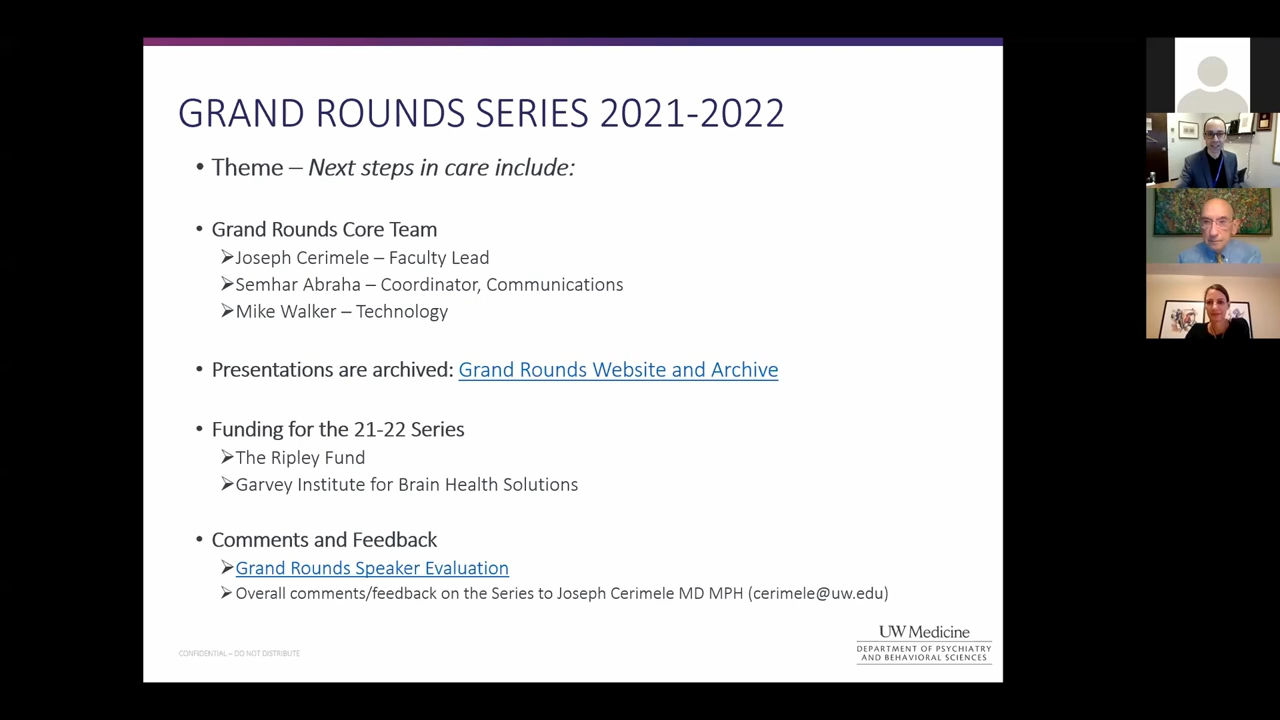 GRAND ROUNDS SERIES 2021-2022
• Theme – Next steps in care include:
• Grand Rounds Core Team
➢Joseph Cerimele – Faculty Lead
➢Semhar Abraha – Coordinator, Communications
➢Mike Walker – Technology
• Presentations are archived: Grand Rounds Website and Archive
• Funding for the 21-22 Series
➢The Ripley Fund
➢Garvey Institute for Brain Health Solutions
• Comments and Feedback
➢Grand Rounds Speaker Evaluation
➢Overall comments/feedback on the Series to Joseph Cerimele MD MPH (cerimele@uw.edu)
CONFIDENTIAL – DO NOT DISTRIBUTE
UW Medicine
DEPARTMENT OF PSYCHIATRY
AND BEHAVIORAL SCIENCES